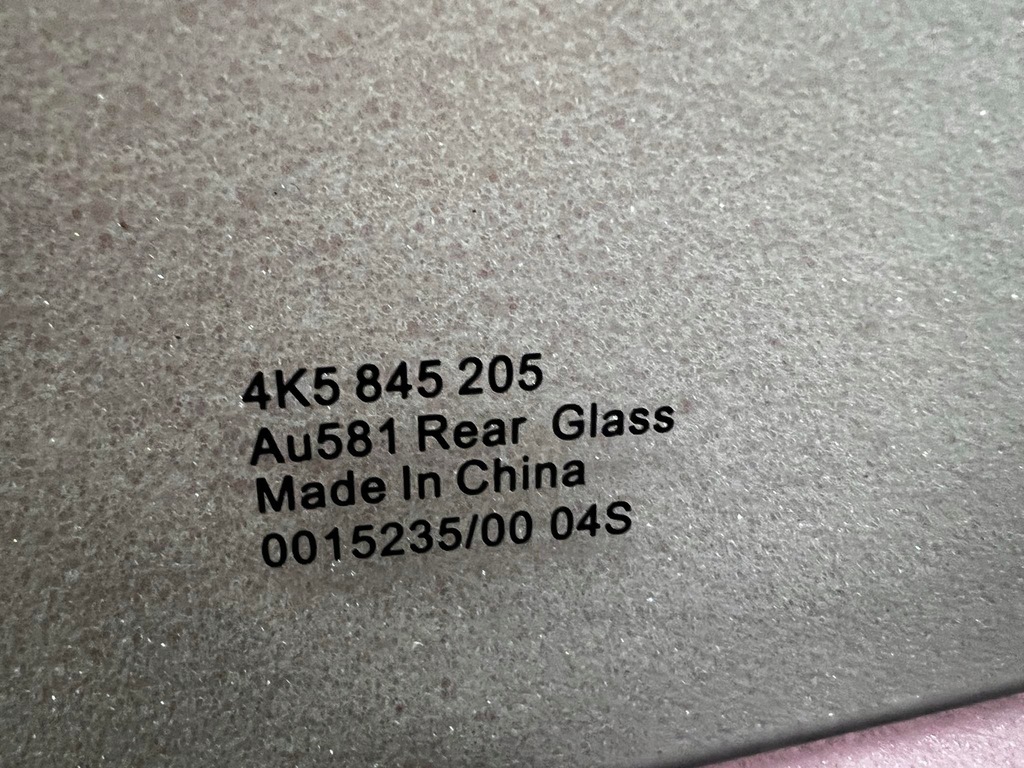 4K5 845 205
Au581 Rear Glass
Made In China
0015235/00 04S